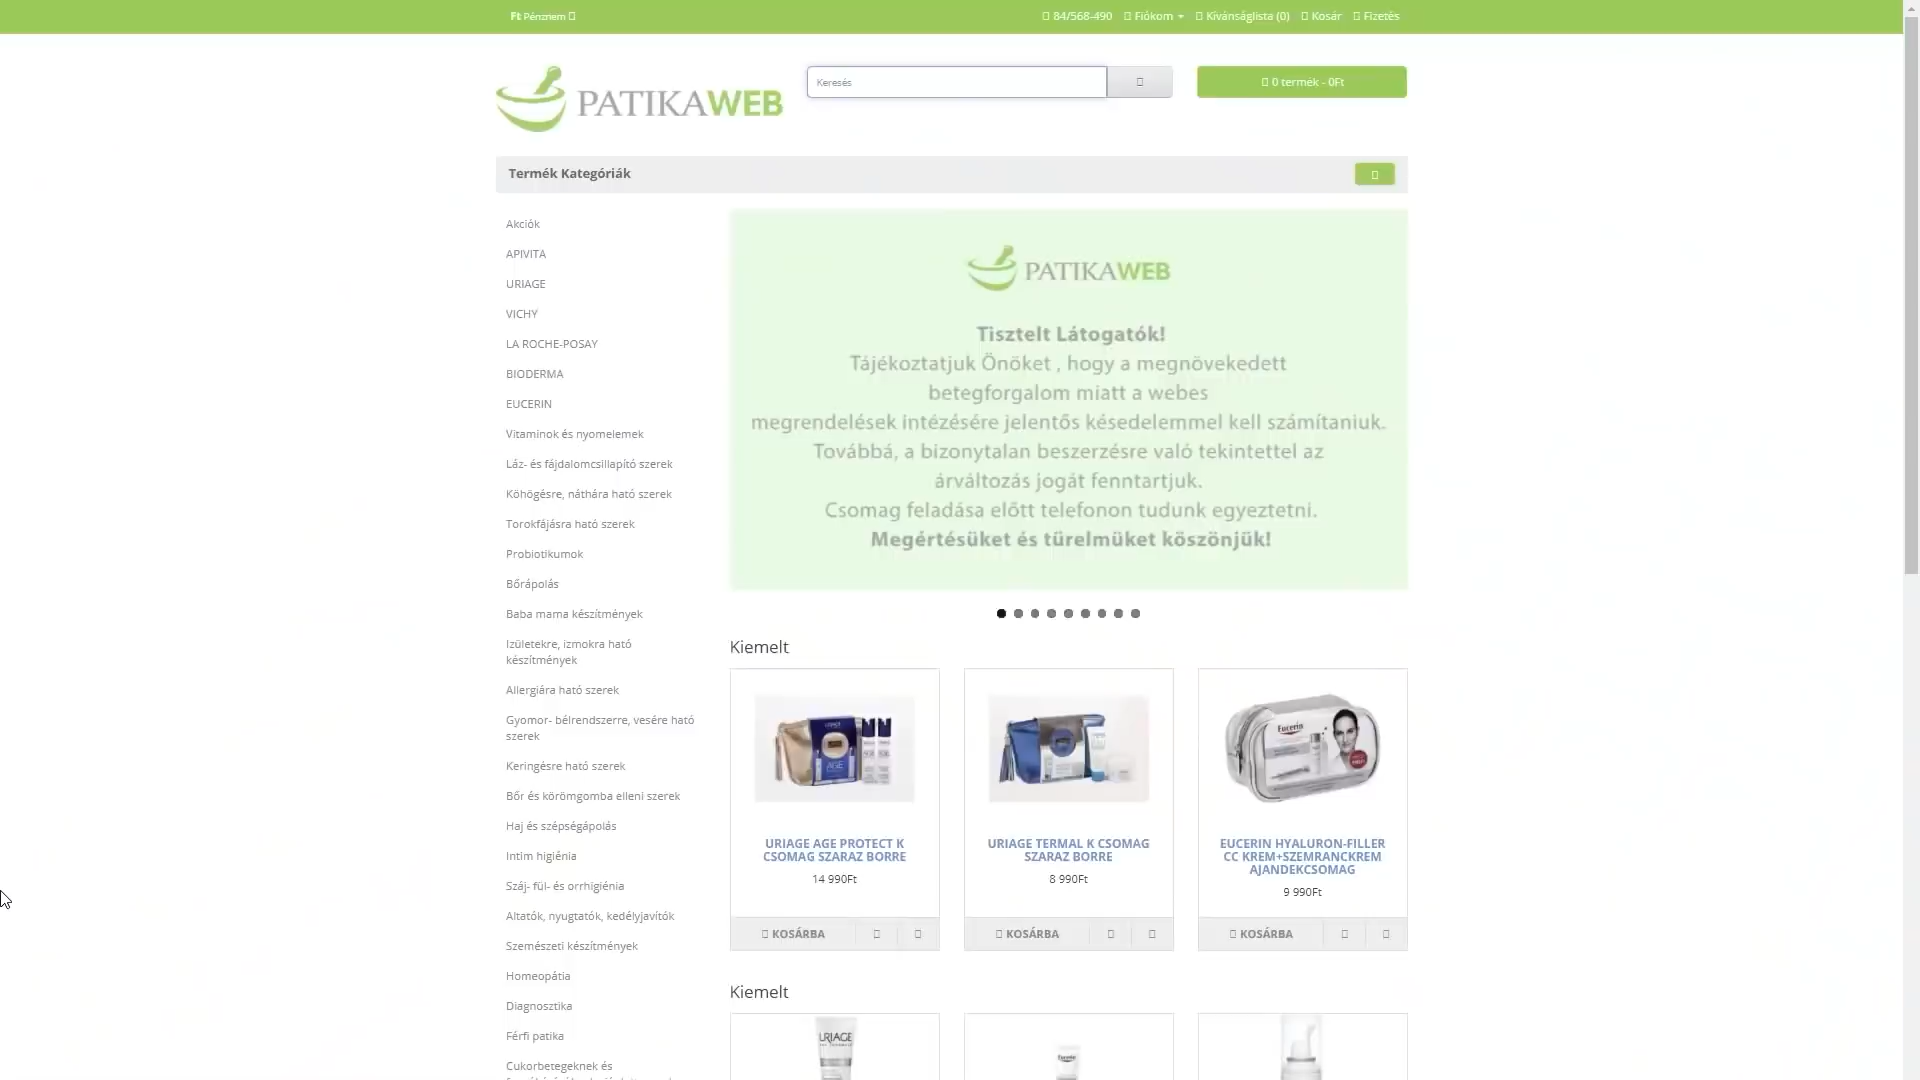 Ft Pénznem
84/568-490 Fiókom Kívánságlista (0) Kosár Fizetés
PATIKAWEB
Keresés
0 termék - 0Ft
Termék Kategóriák
Akciók
APIVITA
URIAGE
VICHY
LA ROCHE-POSAY
BIODERMA
EUCERIN
Vitaminok és nyomelemek
Láz- és fájdalomcsillapító szerek
Köhögésre, náthára ható szerek
Torokfájásra ható szerek
Probiotikumok
Bőrápolás
Baba mama készítmények
Izületekre, izmokra ható
készítmények
Allergiára ható szerek
Gyomor- bélrendszerre, vesére ható
szerek
Keringésre ható szerek
Bőr és körömgomba elleni szerek
Haj és szépségápolás
Intim higiénia
Száj- fül- és orrhigiénia
Altatók, nyugtatók, kedélyjavítók
Szemészeti készítmények
Homeopátia
Diagnosztika
Férfi patika
Cukorbetegeknek és
PATIKAWEB
Tisztelt Látogatók!
Tájékoztatjuk Önöket , hogy a megnövekedett
betegforgalom miatt a webes
megrendelések intézésére jelentős késedelemmel kell számítaniuk.
Továbbá, a bizonytalan beszerzésre való tekintettel az
árváltozás jogát fenntartjuk.
Csomag feladása előtt telefonon tudunk egyeztetni.
Megértésüket és türelmüket köszönjük!
Kiemelt
Eucerin
URIAGE AGE PROTECT K
CSOMAG SZARAZ BORRE
14 990Ft
KOSÁRBA
URIAGE TERMAL K CSOMAG
SZARAZ BORRE
8 990Ft
KOSÁRBA
EUCERIN HYALURON-FILLER
CC KREM+SZEMRANCKREM
AJANDEKCSOMAG
9 990Ft
KOSÁRBA
Kiemelt
URIAGE
Eucerin